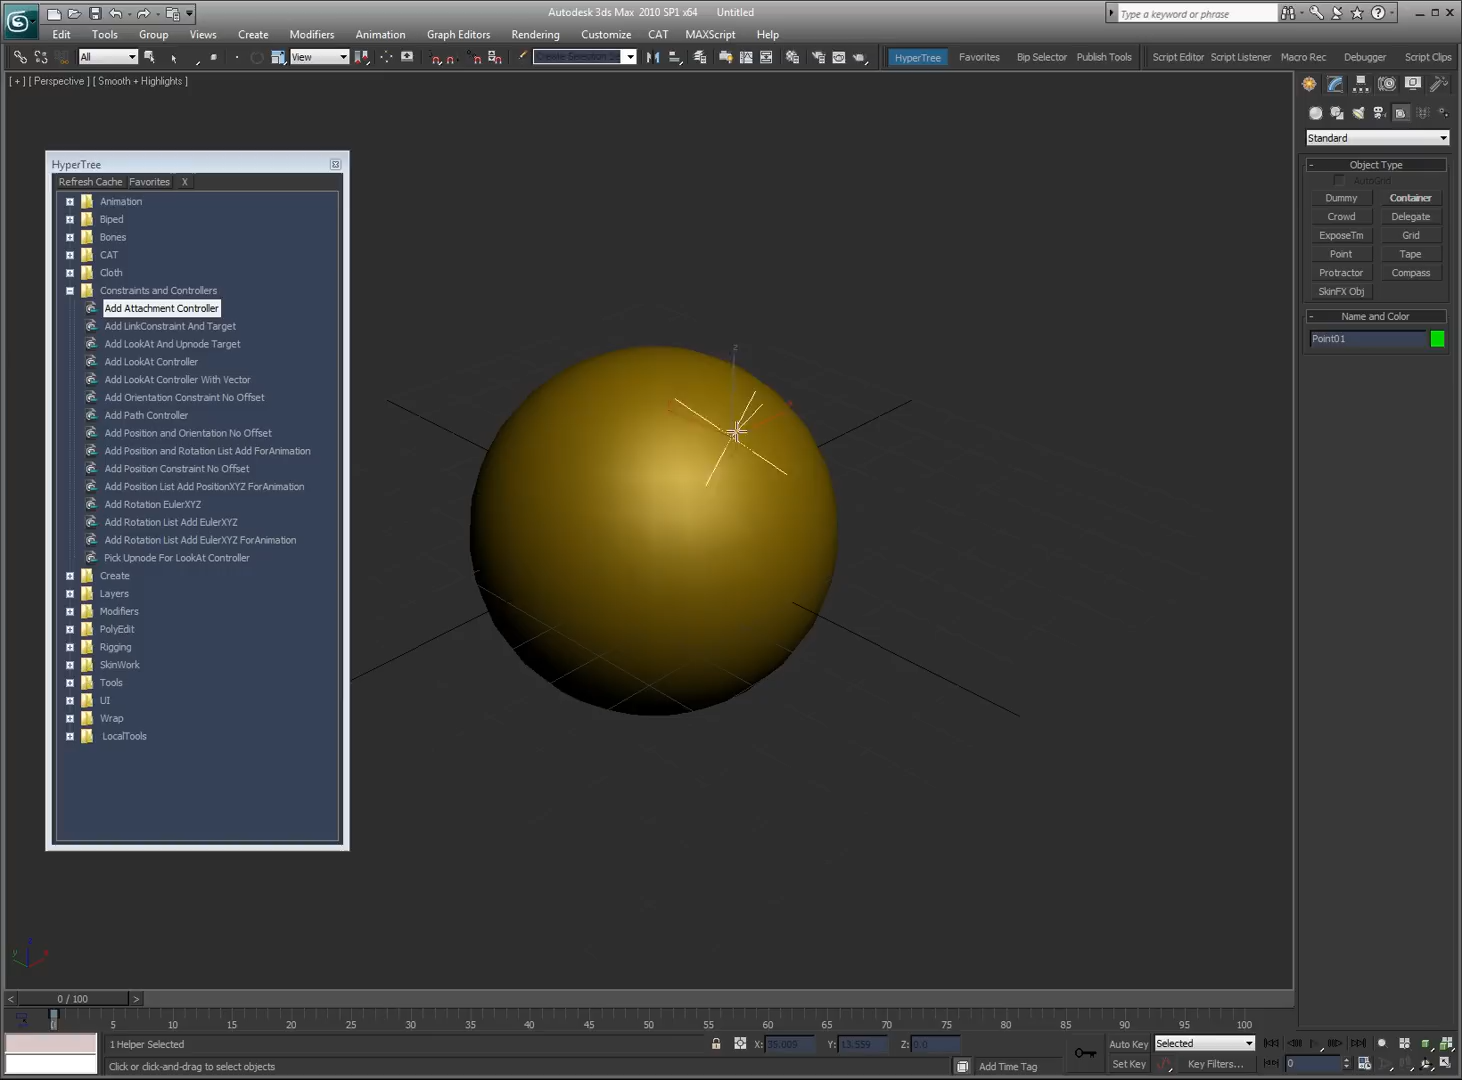 Autodesk 3ds Max 2010 SP1 x64 Untitled
Type a keyword or phrase
Edit Tools Group Views Create Modifiers Animation Graph Editors Rendering Customize CAT MAXScript Help
All View HyperTree Favorites Bip Selector Publish Tools Script Editor Script Listener Macro Rec Debugger Script Clips
[ + ] [ Perspective ] [ Smooth + Highlights ]
HyperTree
Refresh Cache Favorites X
Animation
Biped
Bones
CAT
Cloth
Constraints and Controllers
Add Attachment Controller
Add LinkConstraint And Target
Add LookAt And Upnode Target
Add LookAt Controller
Add LookAt Controller With Vector
Add Orientation Constraint No Offset
Add Path Controller
Add Position and Orientation No Offset
Add Position and Rotation List Add ForAnimation
Add Position Constraint No Offset
Add Position List Add PositionXYZ ForAnimation
Add Rotation EulerXYZ
Add Rotation List Add EulerXYZ
Add Rotation List Add EulerXYZ ForAnimation
Pick Upnode For LookAt Controller
Create
Layers
Modifiers
PolyEdit
Rigging
SkinWork
Tools
UI
Wrap
LocalTools
Standard
- Object Type
AutoGrid
Dummy Container
Crowd Delegate
ExposeTm Grid
Point Tape
Protractor Compass
SkinFX Obj
- Name and Color
Point01
z
< 0 / 100 >
5 10 15 20 25 30 35 40 45 50 55 60 65 70 75 80 85 90 95 100
1 Helper Selected X: 35.009 Y: 13.559 Z: 0.0 Auto Key Selected
Click or click-and-drag to select objects Add Time Tag Set Key Key Filters... 0